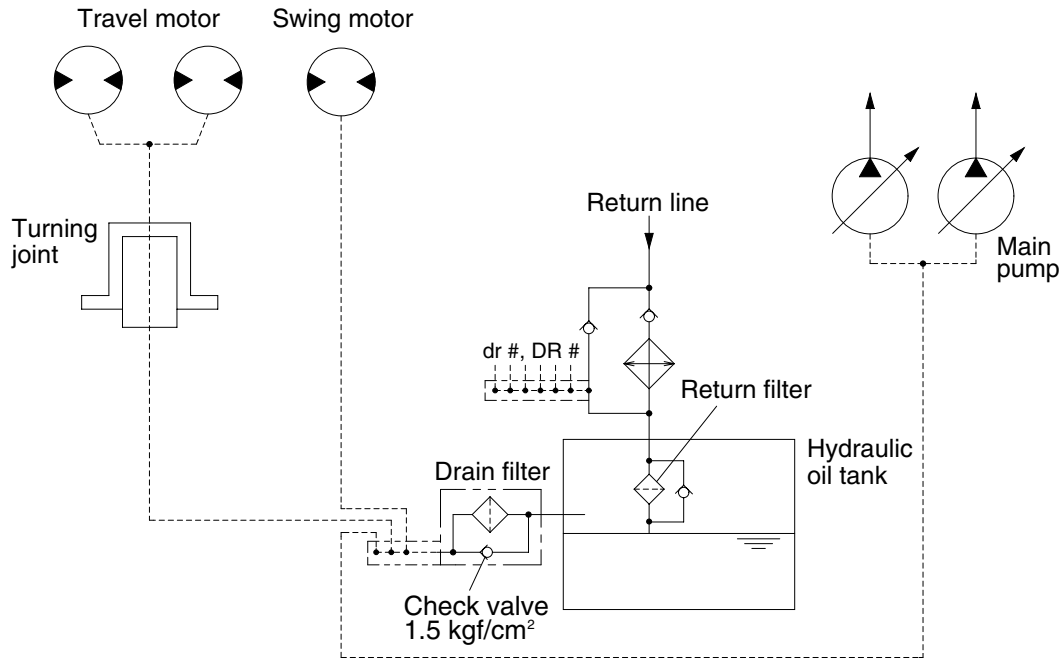 Travel motor
Swing motor
Return line
Turning
joint
Main
pump
dr #, DR #
Return filter
Hydraulic
oil tank
Drain filter
Check valve
1.5 kgf/cm²